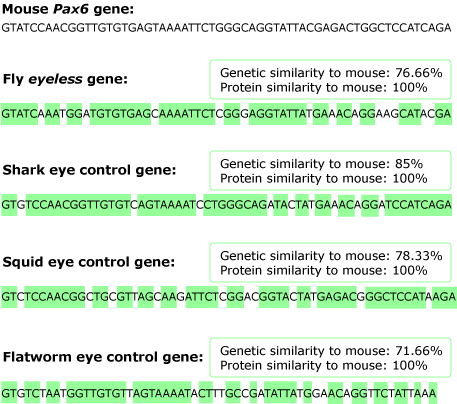 Mouse Pax6 gene:
GTATCCAACGGTTGTGTGAGTAAAATTCTGGGCAGGTATTACGAGACTGGCTCCATCAGA
Fly eyeless gene:
Genetic similarity to mouse: 76.66%
Protein similarity to mouse: 100%
GTATCAAATGGATGTGTGAGCAAAATTCTCGGGAGGTATTATGAAACAGGAAGCATACGA
Shark eye control gene:
Genetic similarity to mouse: 85%
Protein similarity to mouse: 100%
GTGTCCAACGGTTGTGTCAGTAAAATCCTGGGCAGATACTATGAAACAGGATCCATCAGA
Squid eye control gene:
Genetic similarity to mouse: 78.33%
Protein similarity to mouse: 100%
GTCTCCAACGGCTGCGTTAGCAAGATTCTCGGACGGTACTATGAGACGGGCTCCATAAGA
Flatworm eye control gene:
Genetic similarity to mouse: 71.66%
Protein similarity to mouse: 100%
GTGTCTAATGGTTGTGTTAGTAAAATACTTTGCCGATATTATGGAACAGGTTCTATTAAA